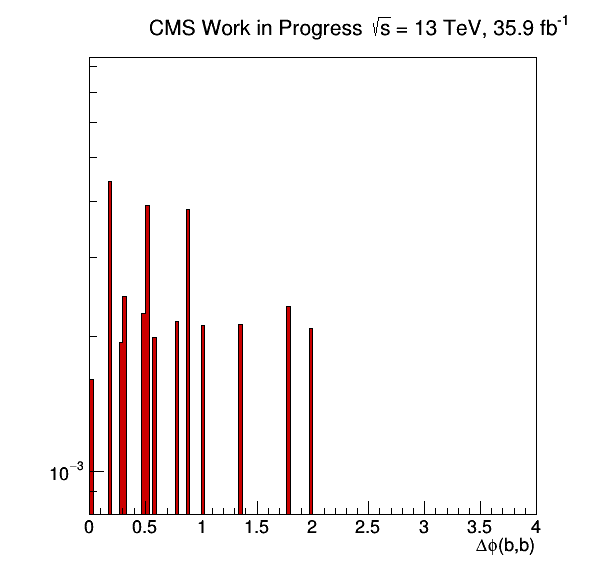 CMS Work in Progress √s = 13 TeV, 35.9 fb⁻¹
10⁻³
0 0.5 1 1.5 2 2.5 3 3.5 4
Δϕ(b,b)